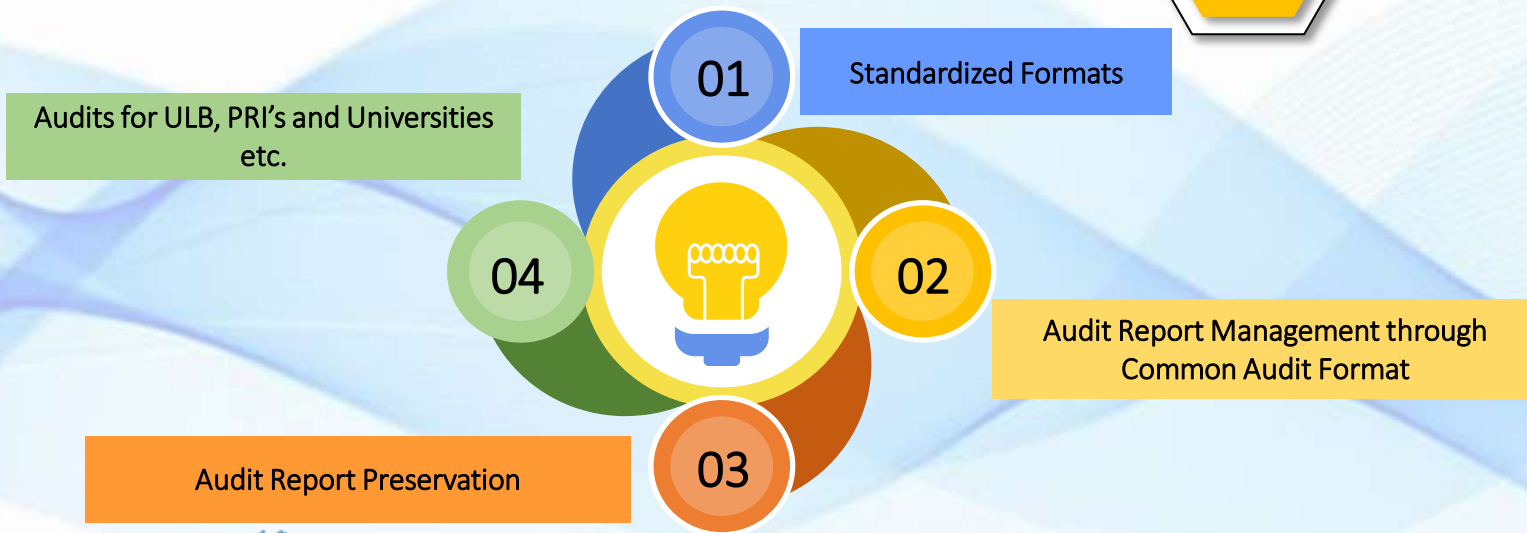 01
Standardized Formats
Audits for ULB, PRI’s and Universities
etc.
04
02
Audit Report Management through
Common Audit Format
03
Audit Report Preservation